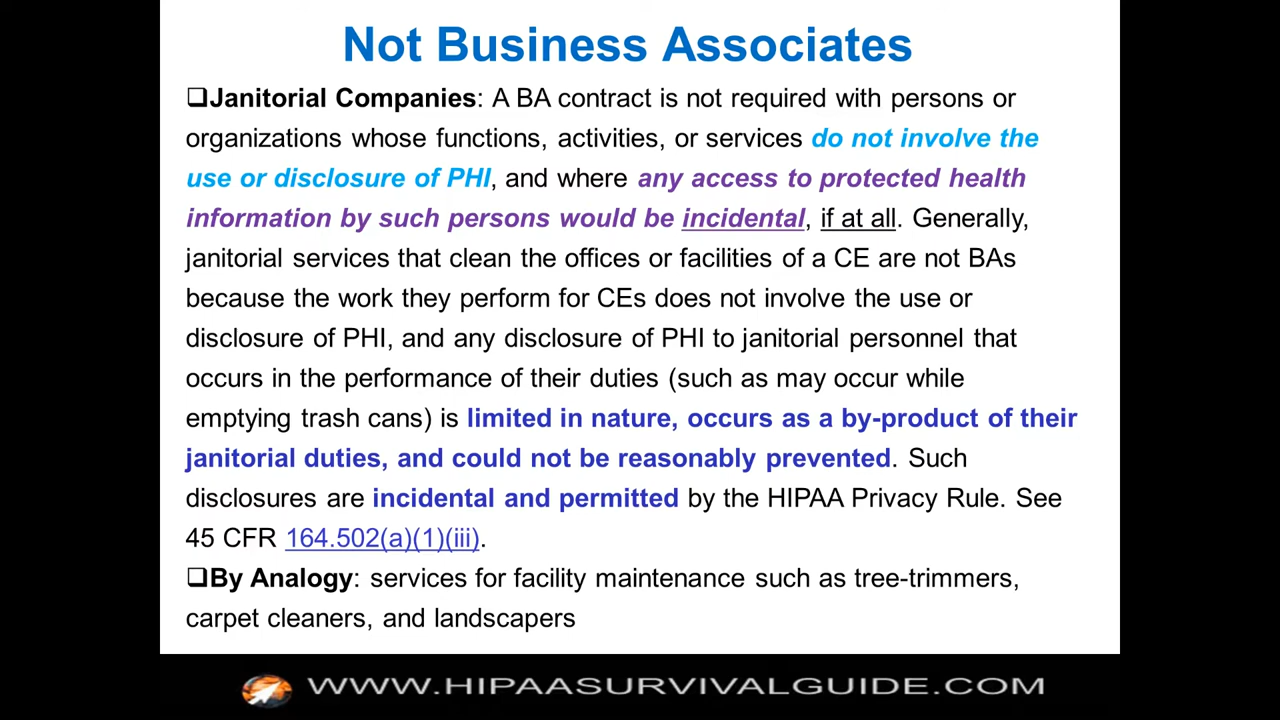 Not Business Associates
❑Janitorial Companies: A BA contract is not required with persons or
organizations whose functions, activities, or services do not involve the
use or disclosure of PHI, and where any access to protected health
information by such persons would be incidental, if at all. Generally,
janitorial services that clean the offices or facilities of a CE are not BAs
because the work they perform for CEs does not involve the use or
disclosure of PHI, and any disclosure of PHI to janitorial personnel that
occurs in the performance of their duties (such as may occur while
emptying trash cans) is limited in nature, occurs as a by-product of their
janitorial duties, and could not be reasonably prevented. Such
disclosures are incidental and permitted by the HIPAA Privacy Rule. See
45 CFR 164.502(a)(1)(iii).
❑By Analogy: services for facility maintenance such as tree-trimmers,
carpet cleaners, and landscapers
WWW.HIPAASURVIVALGUIDE.COM